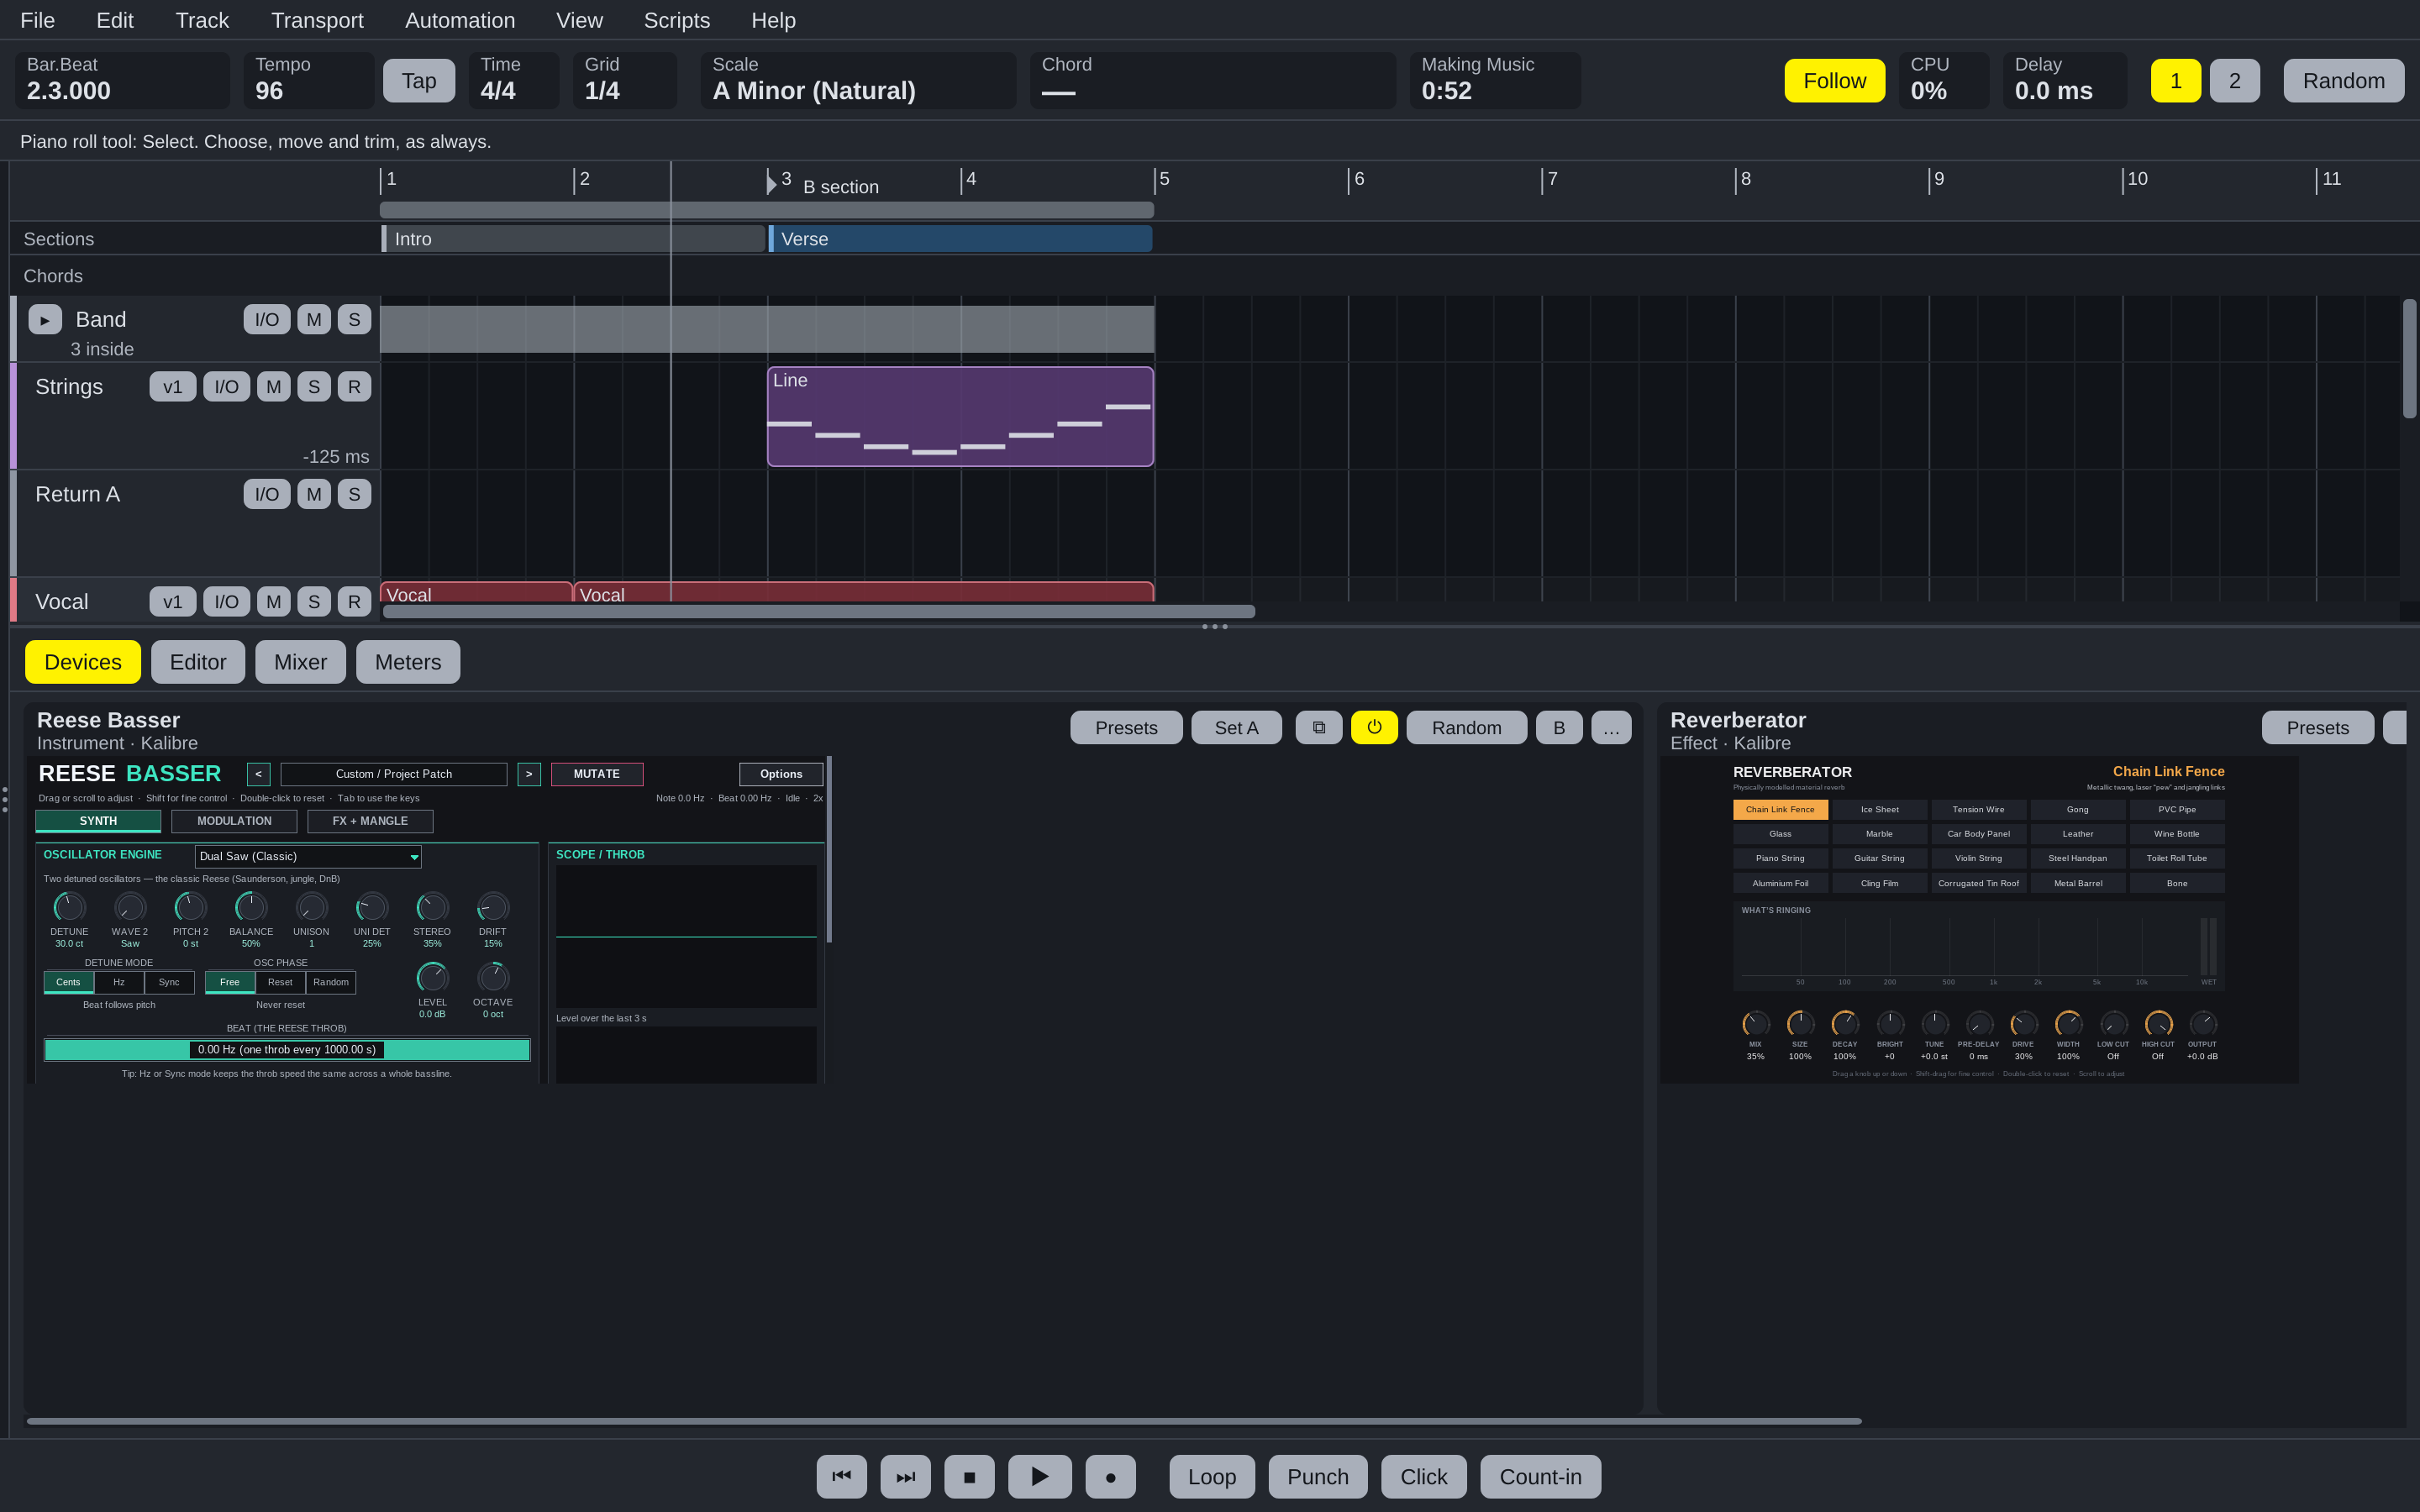 File Edit Track Transport Automation View Scripts Help
Bar.Beat Tempo Time Grid Scale Chord Making Music CPU Delay
2.3.000 96 Tap 4/4 1/4 A Minor (Natural) — 0:52 Follow 0% 0.0 ms 1 2 Random
Piano roll tool: Select. Choose, move and trim, as always.
1 2 3 B section 4 5 6 7 8 9 10 11
Sections Intro Verse
Chords
Band I/O M S
3 inside
Strings v1 I/O M S R Line
-125 ms
Return A I/O M S
Vocal v1 I/O M S R Vocal Vocal
Devices Editor Mixer Meters
Reese Basser Presets Set A Random B ...
Instrument · Kalibre
REESE BASSER < Custom / Project Patch > MUTATE Options
Drag or scroll to adjust · Shift for fine control · Double-click to reset · Tab to use the keys Note 0.0 Hz · Beat 0.00 Hz · Idle · 2x
SYNTH MODULATION FX + MANGLE
OSCILLATOR ENGINE Dual Saw (Classic) SCOPE / THROB
Two detuned oscillators — the classic Reese (Saunderson, jungle, DnB)
DETUNE WAVE 2 PITCH 2 BALANCE UNISON UNI DET STEREO DRIFT
30.0 ct Saw 0 st 50% 1 25% 35% 15%
DETUNE MODE OSC PHASE
Cents Hz Sync Free Reset Random
Beat follows pitch Never reset LEVEL OCTAVE
0.0 dB 0 oct
Level over the last 3 s
BEAT (THE REESE THROB)
0.00 Hz (one throb every 1000.00 s)
Tip: Hz or Sync mode keeps the throb speed the same across a whole bassline.
Reverberator Presets
Effect · Kalibre
REVERBERATOR Chain Link Fence
Physically modelled material reverb Metallic twang, laser "pew" and jangling links
Chain Link Fence Ice Sheet Tension Wire Gong PVC Pipe
Glass Marble Car Body Panel Leather Wine Bottle
Piano String Guitar String Violin String Steel Handpan Toilet Roll Tube
Aluminium Foil Cling Film Corrugated Tin Roof Metal Barrel Bone
WHAT'S RINGING
50 100 200 500 1k 2k 5k 10k WET
MIX SIZE DECAY BRIGHT TUNE PRE-DELAY DRIVE WIDTH LOW CUT HIGH CUT OUTPUT
35% 100% 100% +0 +0.0 st 0 ms 30% 100% Off Off +0.0 dB
Drag a knob up or down · Shift-drag for fine control · Double-click to reset · Scroll to adjust
Loop Punch Click Count-in